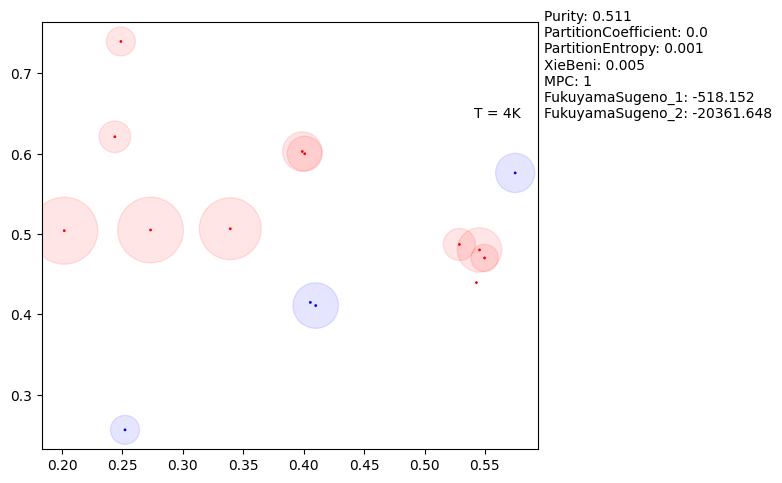 Purity: 0.511
PartitionCoefficient: 0.0
PartitionEntropy: 0.001
XieBeni: 0.005
MPC: 1
FukuyamaSugeno_1: -518.152
FukuyamaSugeno_2: -20361.648
T = 4K
0.7
0.6
0.5
0.4
0.3
0.20 0.25 0.30 0.35 0.40 0.45 0.50 0.55